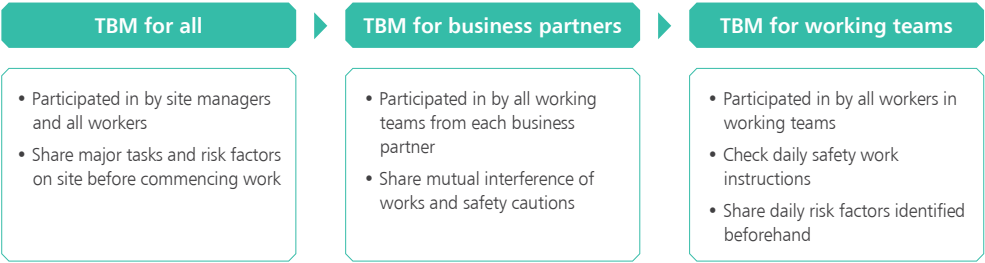 TBM for all
• Participated in by site managers
and all workers
• Share major tasks and risk factors
on site before commencing work
TBM for business partners
• Participated in by all working
teams from each business
partner
• Share mutual interference of
works and safety cautions
TBM for working teams
• Participated in by all workers in
working teams
• Check daily safety work
instructions
• Share daily risk factors identified
beforehand